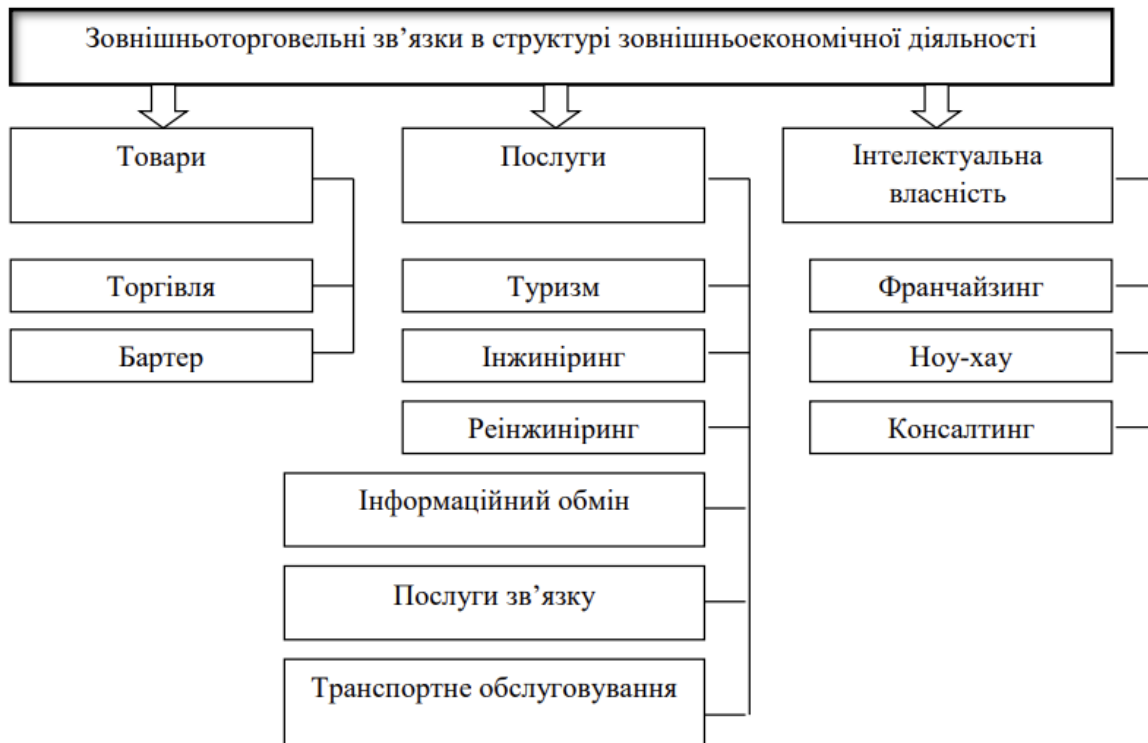 Зовнішньоторговельні зв’язки в структурі зовнішньоекономічної діяльності
Товари
Торгівля
Бартер
Послуги
Туризм
Інжиніринг
Реінжиніринг
Інформаційний обмін
Послуги зв’язку
Транспортне обслуговування
Інтелектуальна
власність
Франчайзинг
Ноу-хау
Консалтинг